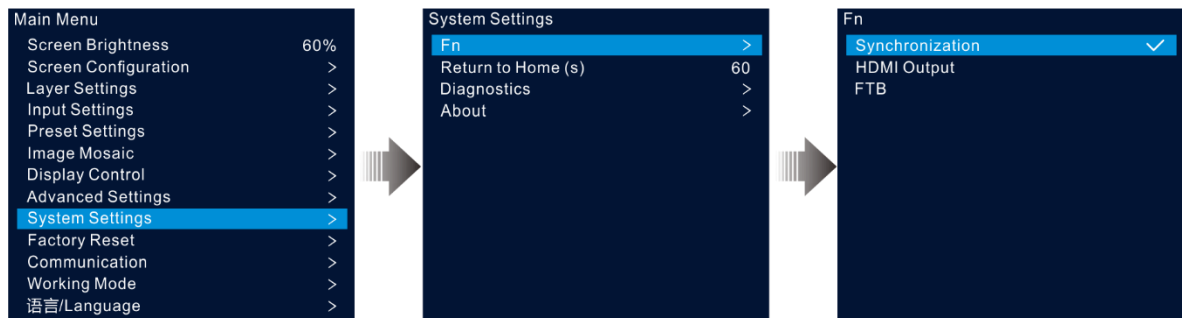 Main Menu
Screen Brightness 60%
Screen Configuration >
Layer Settings >
Input Settings >
Preset Settings >
Image Mosaic >
Display Control >
Advanced Settings >
System Settings >
Factory Reset >
Communication >
Working Mode >
语言/Language >
System Settings
Fn >
Return to Home (s) 60
Diagnostics >
About >
Fn
Synchronization ✓
HDMI Output
FTB